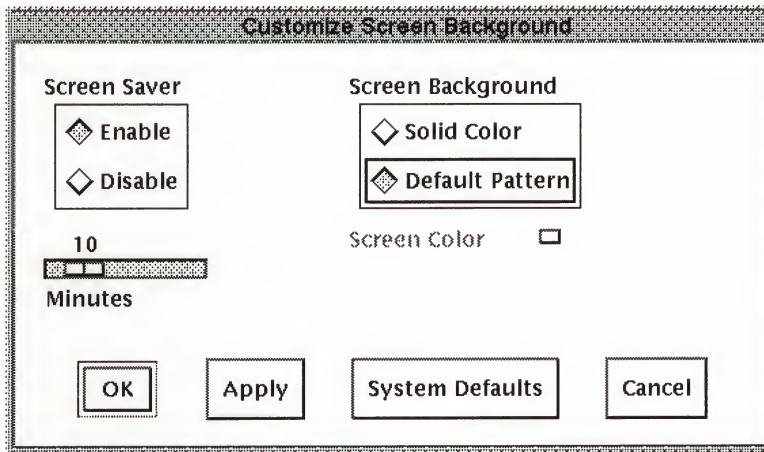 Customize Screen Background
Screen Saver
Enable
Disable
10
Minutes
Screen Background
Solid Color
Default Pattern
Screen Color
OK
Apply
System Defaults
Cancel